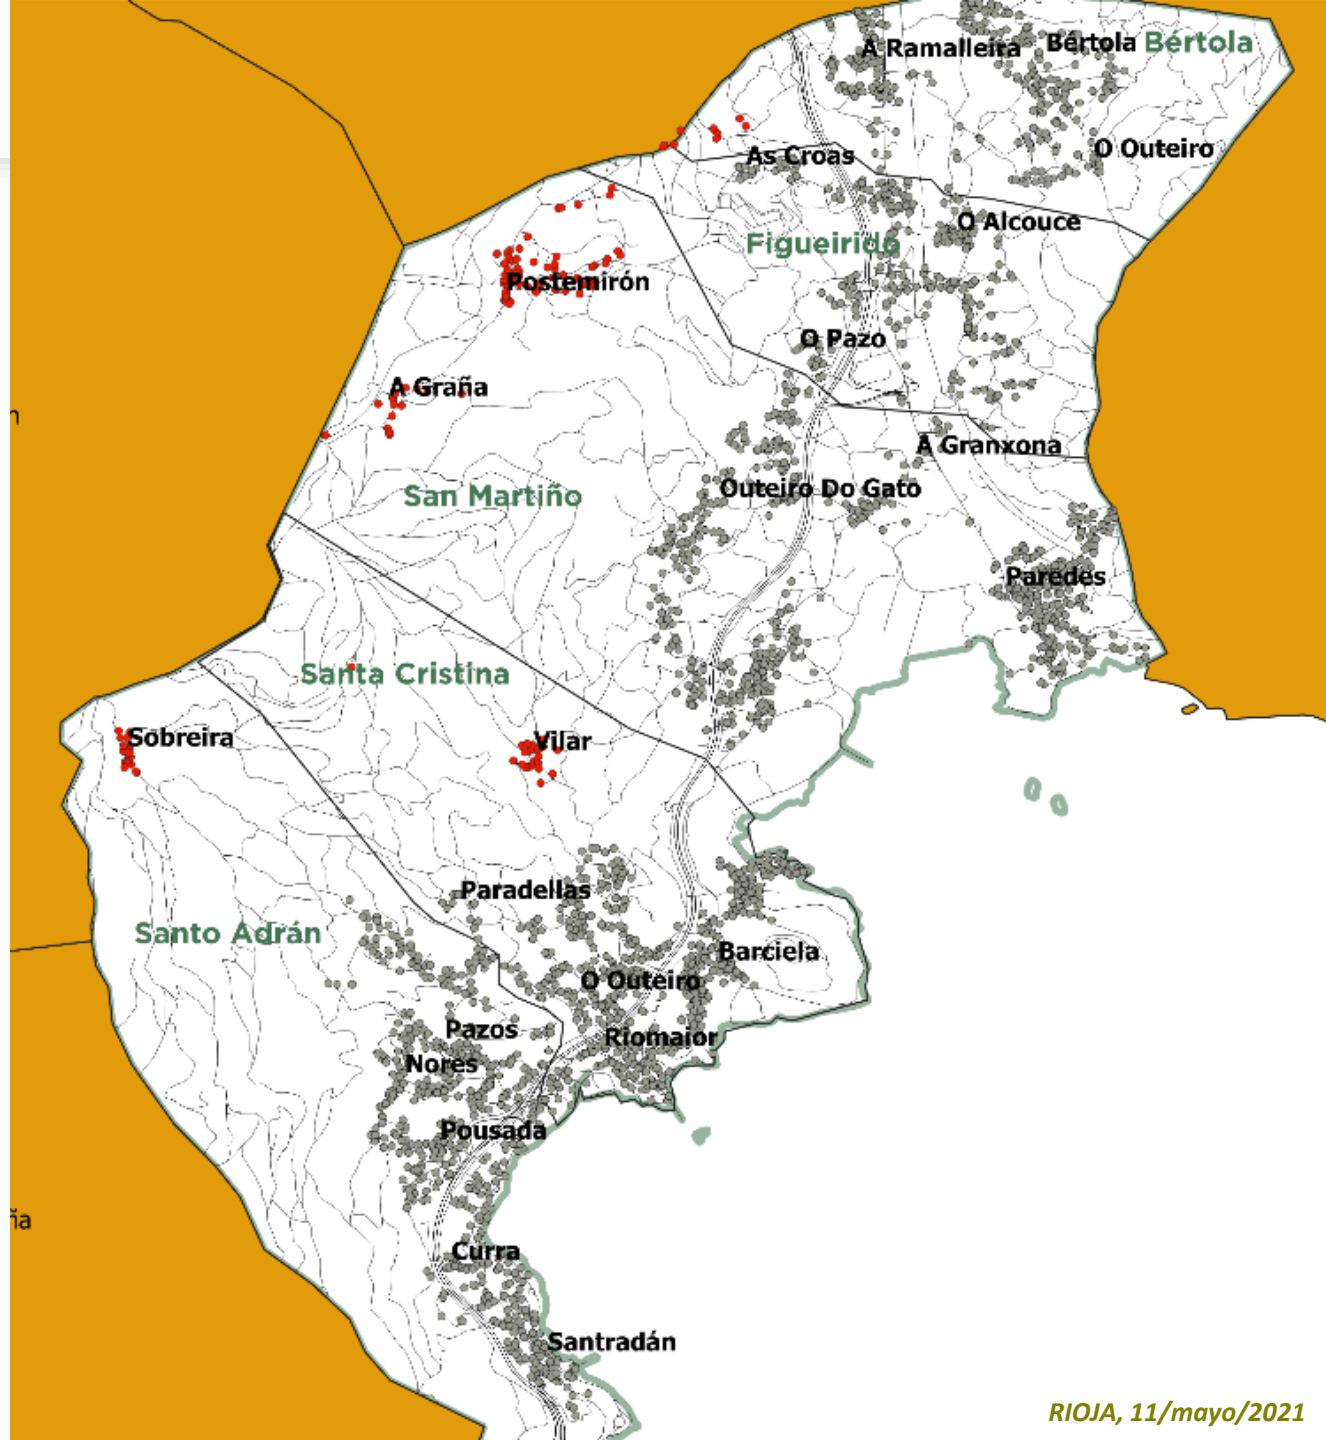 A Ramalleira
Bértola
Bértola
As Croas
O Outeiro
O Alcouce
Figueirido
Postemirón
O Pazo
A Graña
n
A Granxona
Outeiro Do Gato
San Martiño
Paredes
Santa Cristina
Sobreira
Vilar
Paradellas
Santo Adrán
Barciela
O Outeiro
Pazos
Riomaior
Nores
Pousada
ña
Curra
Santradán
RIOJA, 11/mayo/2021